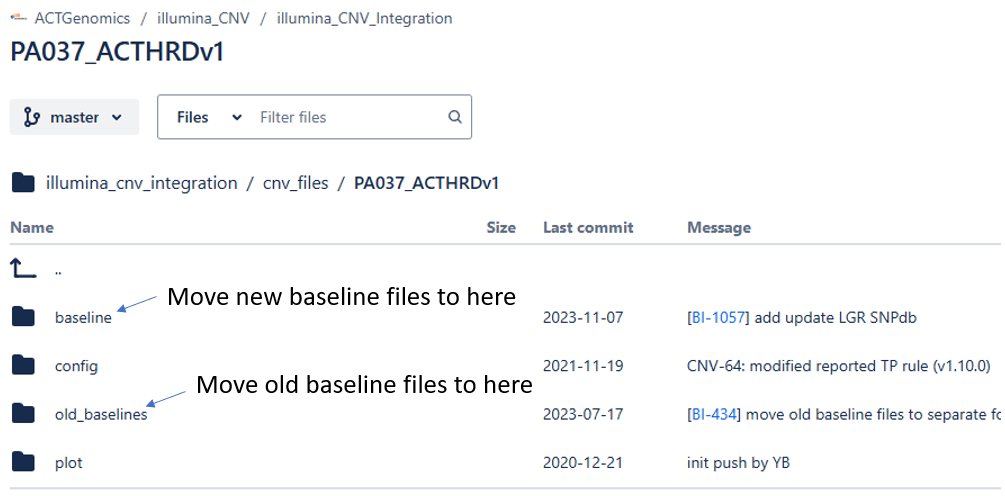 ACTGenomics / illumina_CNV / illumina_CNV_Integration
PA037_ACTHRDv1
master Files Filter files
illumina_cnv_integration / cnv_files / PA037_ACTHRDv1
Name Size Last commit Message
..
Move new baseline files to here
baseline 2023-11-07 [BI-1057] add update LGR SNPdb
config 2021-11-19 CNV-64: modified reported TP rule (v1.10.0)
Move old baseline files to here
old_baselines 2023-07-17 [BI-434] move old baseline files to separate fo
plot 2020-12-21 init push by YB